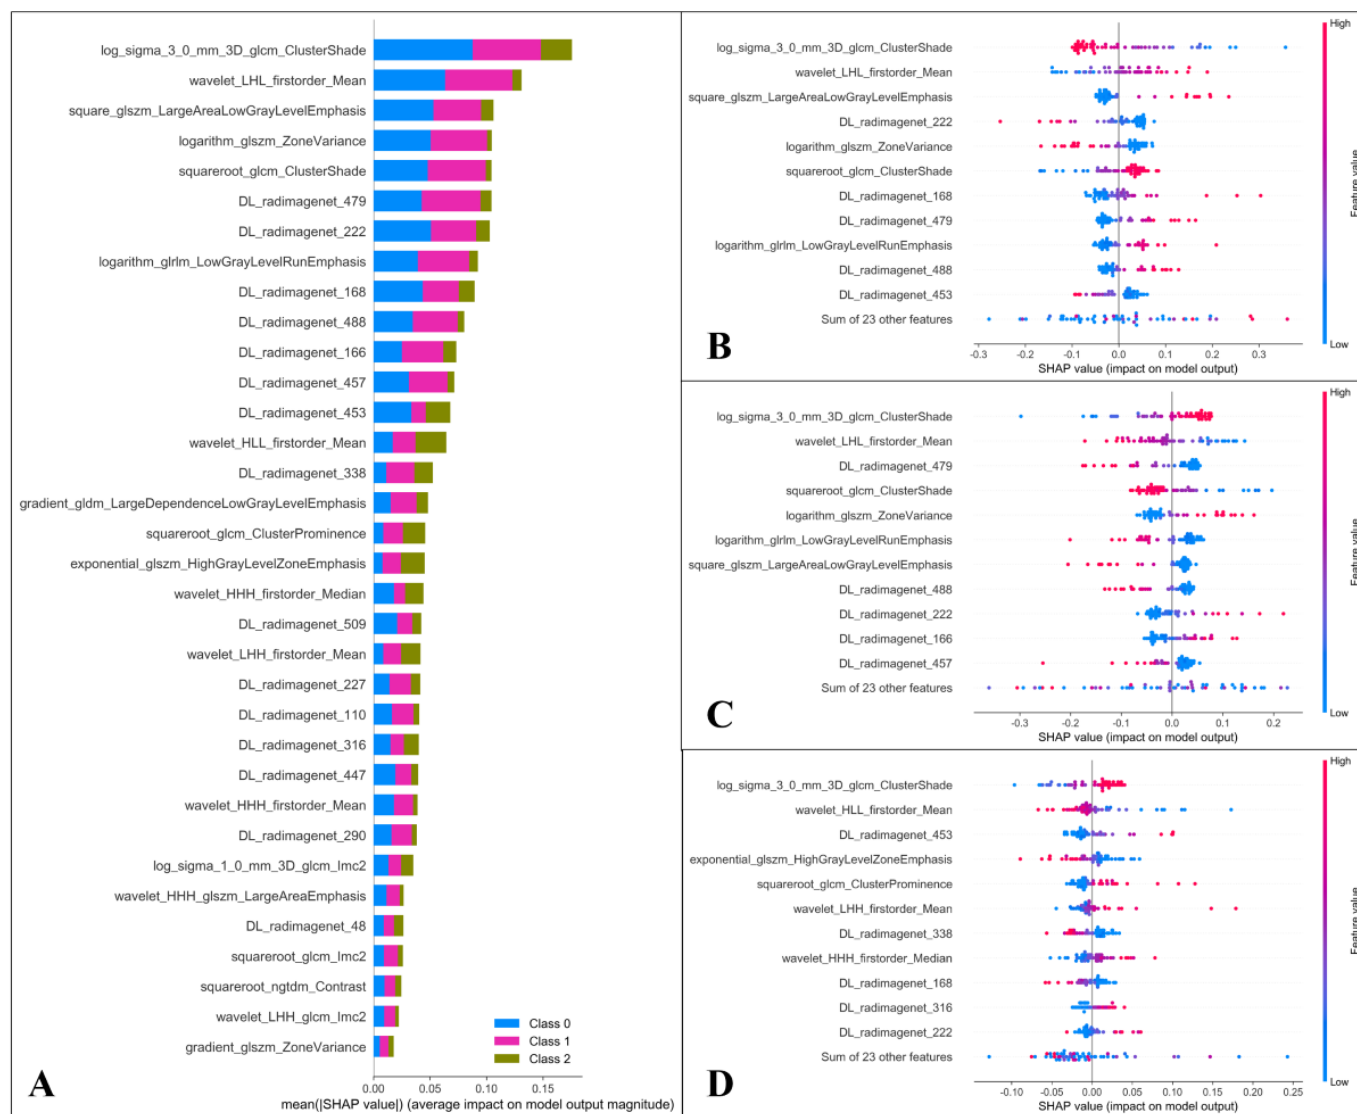 log_sigma_3_0_mm_3D_glcm_ClusterShade
wavelet_LHL_firstorder_Mean
square_glszm_LargeAreaLowGrayLevelEmphasis
logarithm_glszm_ZoneVariance
squareroot_glcm_ClusterShade
DL_radimagenet_479
DL_radimagenet_222
logarithm_glrlm_LowGrayLevelRunEmphasis
DL_radimagenet_168
DL_radimagenet_488
DL_radimagenet_166
DL_radimagenet_457
DL_radimagenet_453
wavelet_HLL_firstorder_Mean
DL_radimagenet_338
gradient_gldm_LargeDependenceLowGrayLevelEmphasis
squareroot_glcm_ClusterProminence
exponential_glszm_HighGrayLevelZoneEmphasis
wavelet_HHH_firstorder_Median
DL_radimagenet_509
wavelet_LHH_firstorder_Mean
DL_radimagenet_227
DL_radimagenet_110
DL_radimagenet_316
DL_radimagenet_447
wavelet_HHH_firstorder_Mean
DL_radimagenet_290
log_sigma_1_0_mm_3D_glcm_Imc2
wavelet_HHH_glszm_LargeAreaEmphasis
DL_radimagenet_48
squareroot_glcm_Imc2
squareroot_ngtdm_Contrast
wavelet_LHH_glcm_Imc2
gradient_glszm_ZoneVariance
Class 0
Class 1
Class 2
0.00 0.05 0.10 0.15
mean(|SHAP value|) (average impact on model output magnitude)
A
log_sigma_3_0_mm_3D_glcm_ClusterShade
wavelet_LHL_firstorder_Mean
square_glszm_LargeAreaLowGrayLevelEmphasis
DL_radimagenet_222
logarithm_glszm_ZoneVariance
squareroot_glcm_ClusterShade
DL_radimagenet_168
DL_radimagenet_479
logarithm_glrlm_LowGrayLevelRunEmphasis
DL_radimagenet_488
DL_radimagenet_453
Sum of 23 other features
-0.3 -0.2 -0.1 0.0 0.1 0.2 0.3
SHAP value (impact on model output)
High
Feature value
Low
B
log_sigma_3_0_mm_3D_glcm_ClusterShade
wavelet_LHL_firstorder_Mean
DL_radimagenet_479
squareroot_glcm_ClusterShade
logarithm_glszm_ZoneVariance
logarithm_glrlm_LowGrayLevelRunEmphasis
square_glszm_LargeAreaLowGrayLevelEmphasis
DL_radimagenet_488
DL_radimagenet_222
DL_radimagenet_166
DL_radimagenet_457
Sum of 23 other features
-0.3 -0.2 -0.1 0.0 0.1 0.2
SHAP value (impact on model output)
High
Feature value
Low
C
log_sigma_3_0_mm_3D_glcm_ClusterShade
wavelet_HLL_firstorder_Mean
DL_radimagenet_453
exponential_glszm_HighGrayLevelZoneEmphasis
squareroot_glcm_ClusterProminence
wavelet_LHH_firstorder_Mean
DL_radimagenet_338
wavelet_HHH_firstorder_Median
DL_radimagenet_168
DL_radimagenet_316
DL_radimagenet_222
Sum of 23 other features
-0.10 -0.05 0.00 0.05 0.10 0.15 0.20 0.25
SHAP value (impact on model output)
High
Feature value
Low
D